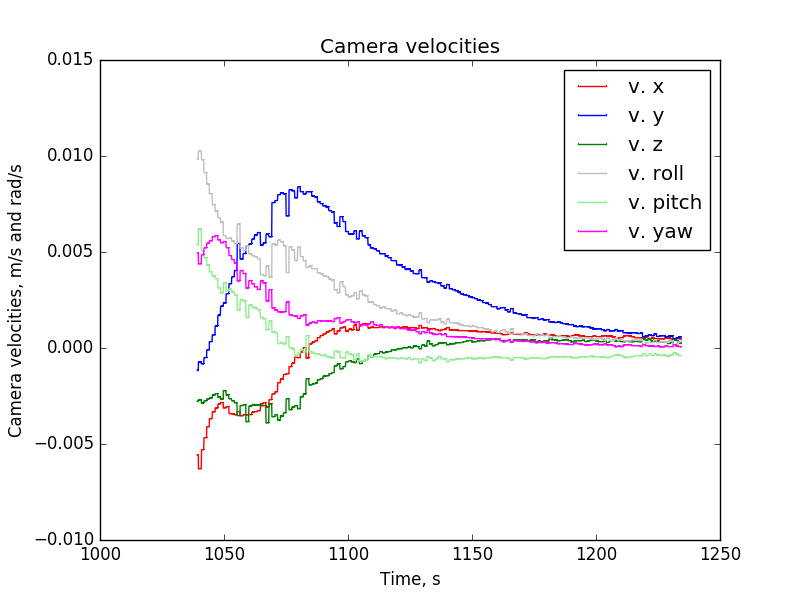 Camera velocities
0.015
0.010
0.005
0.000
−0.005
−0.010
Camera velocities, m/s and rad/s
v. x
v. y
v. z
v. roll
v. pitch
v. yaw
1000 1050 1100 1150 1200 1250
Time, s